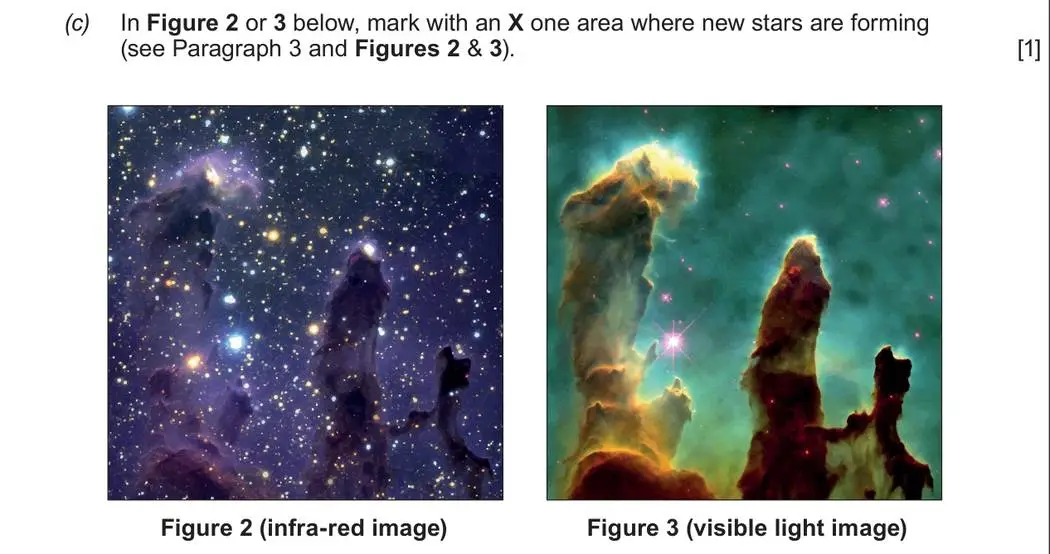 (c) In Figure 2 or 3 below, mark with an X one area where new stars are forming
(see Paragraph 3 and Figures 2 & 3). [1]
Figure 2 (infra-red image) Figure 3 (visible light image)